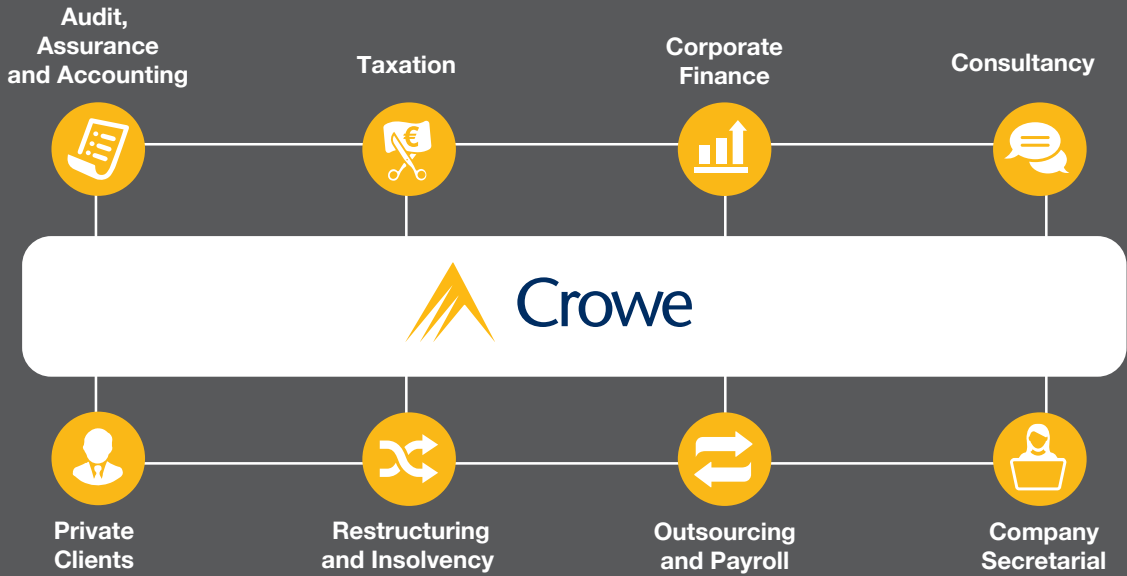 Audit,
Assurance
and Accounting
Taxation
Corporate
Finance
Consultancy
€
Crowe
Private
Clients
Restructuring
and Insolvency
Outsourcing
and Payroll
Company
Secretarial